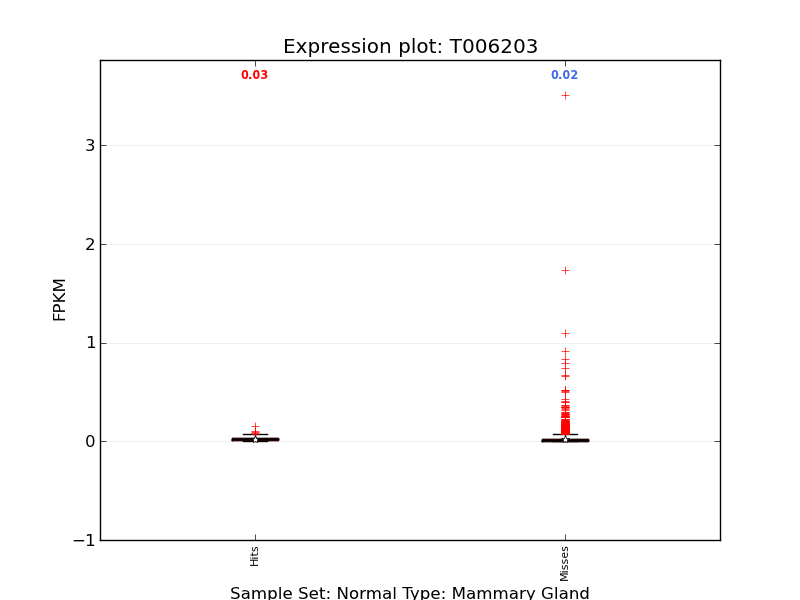 Expression plot: T006203
0.03
0.02
3
2
1
0
−1
FPKM
Hits
Misses
Sample Set: Normal Type: Mammary Gland